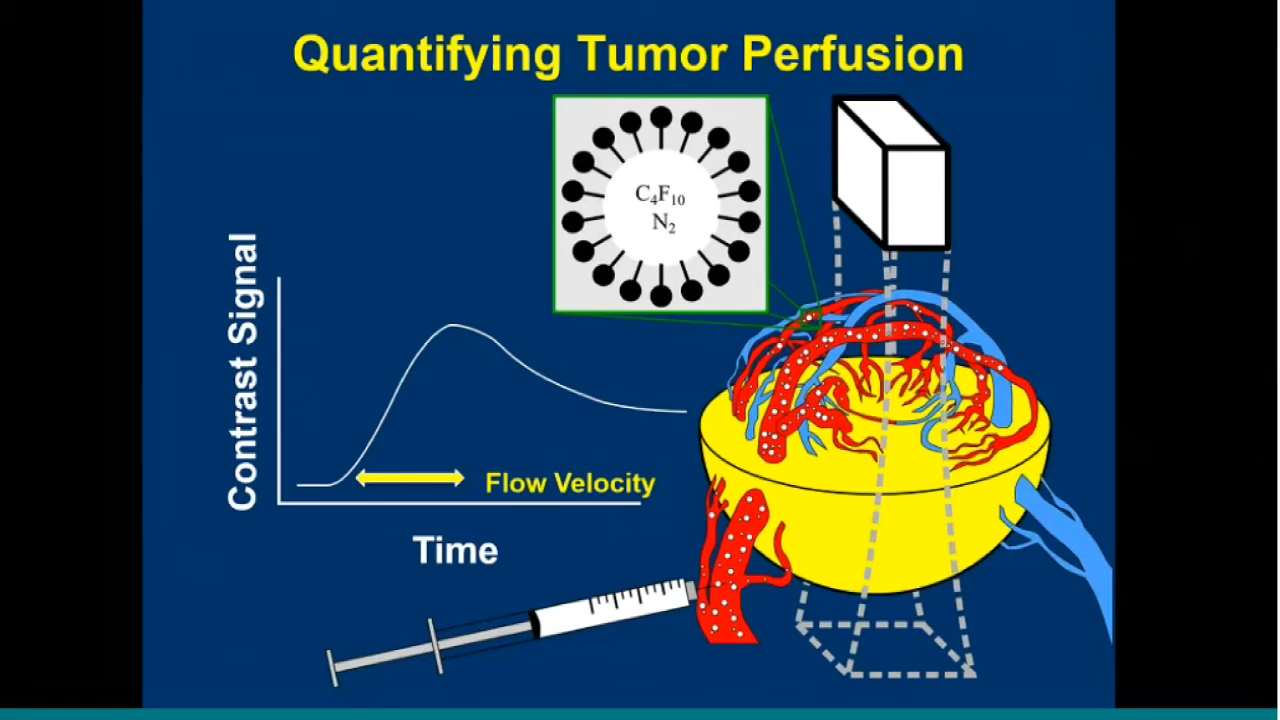 Quantifying Tumor Perfusion
C₄F₁₀
N₂
Contrast Signal
Flow Velocity
Time